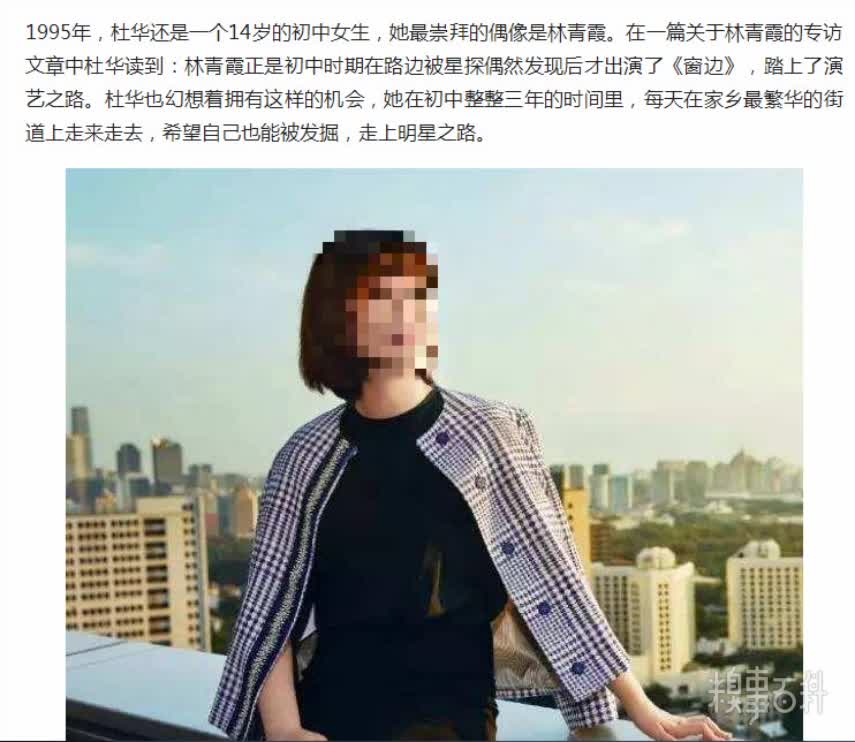 1995年，杜华还是一个14岁的初中女生，她最崇拜的偶像是林青霞。在一篇关于林青霞的专访
文章中杜华读到：林青霞正是初中时期在路边被星探偶然发现后才出演了《窗边》，踏上了演
艺之路。杜华也幻想着拥有这样的机会，她在初中整整三年的时间里，每天在家乡最繁华的街
道上走来走去，希望自己也能被发掘，走上明星之路。
糗事百科